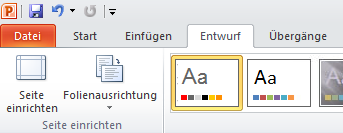 Datei Start Einfügen Entwurf Übergänge
Seite einrichten
Folienausrichtung
Aa
Aa
Seite einrichten